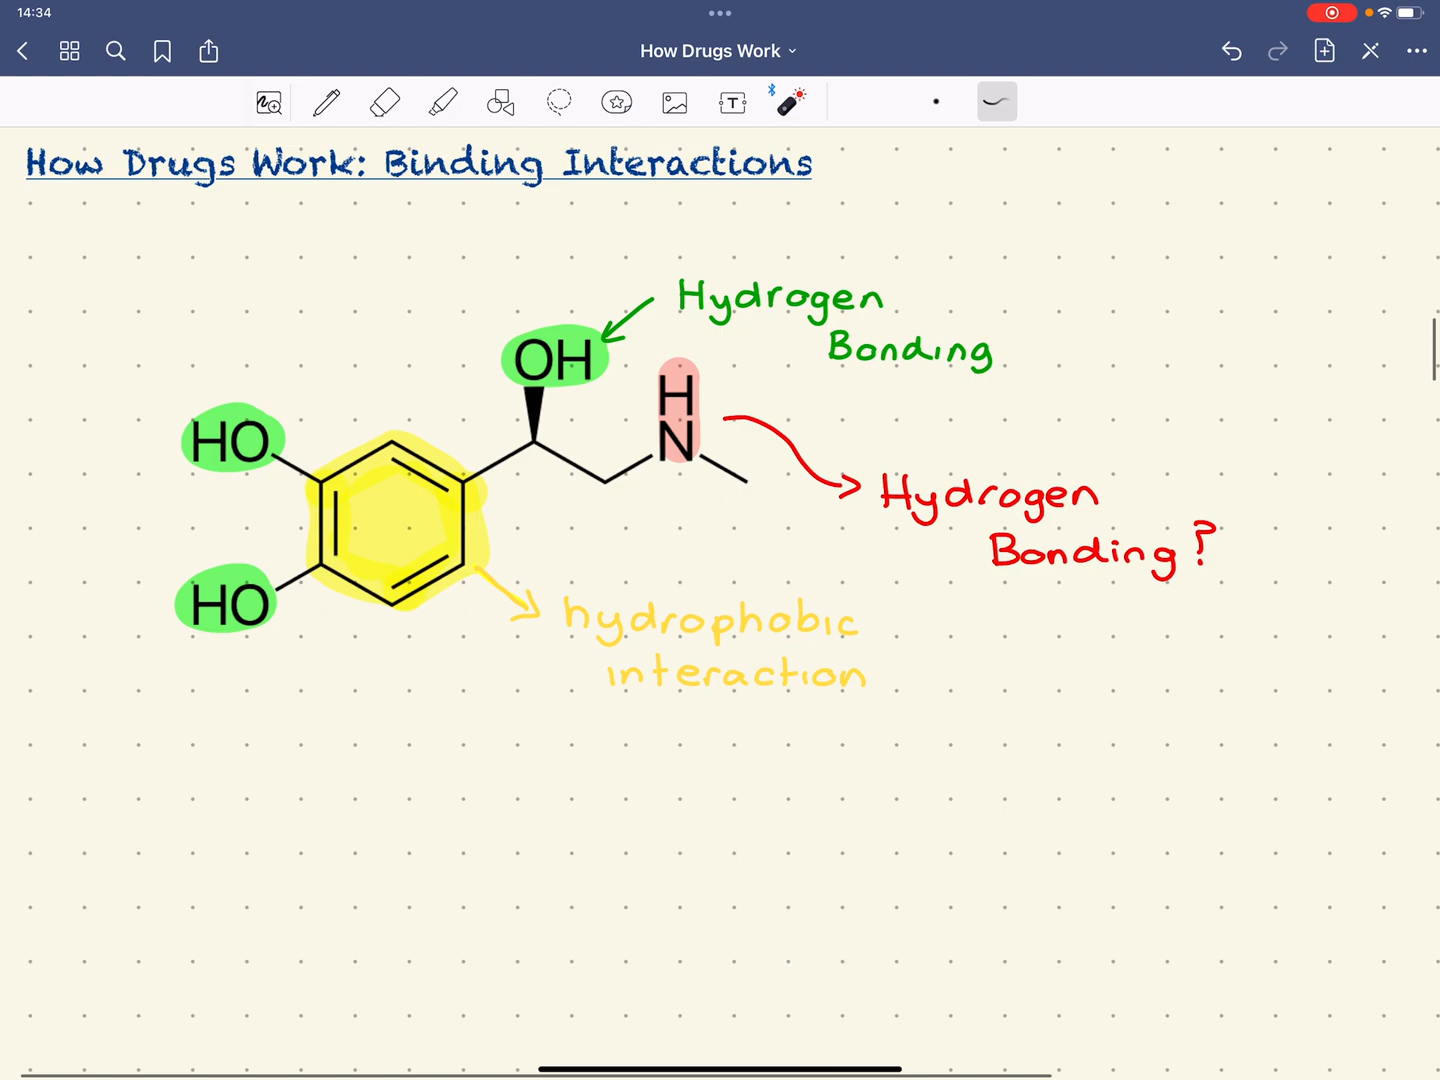 14:34
How Drugs Work
T
How Drugs Work: Binding Interactions
Hydrogen
Bonding
OH
H
N
HO
Hydrogen
Bonding?
HO
hydrophobic
interaction